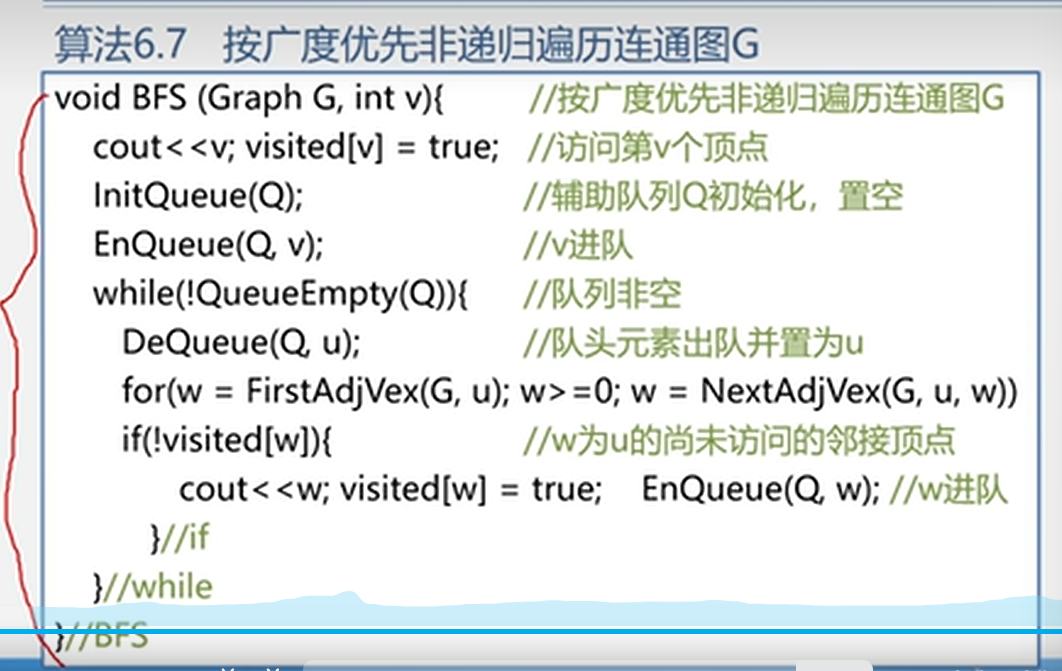 算法6.7 按广度优先非递归遍历连通图G
void BFS (Graph G, int v){ //按广度优先非递归遍历连通图G
cout<<v; visited[v] = true; //访问第v个顶点
InitQueue(Q); //辅助队列Q初始化，置空
EnQueue(Q, v); //v进队
while(!QueueEmpty(Q)){ //队列非空
DeQueue(Q, u); //队头元素出队并置为u
for(w = FirstAdjVex(G, u); w>=0; w = NextAdjVex(G, u, w))
if(!visited[w]){ //w为u的尚未访问的邻接顶点
cout<<w; visited[w] = true; EnQueue(Q, w); //w进队
}//if
}//while
}//BFS